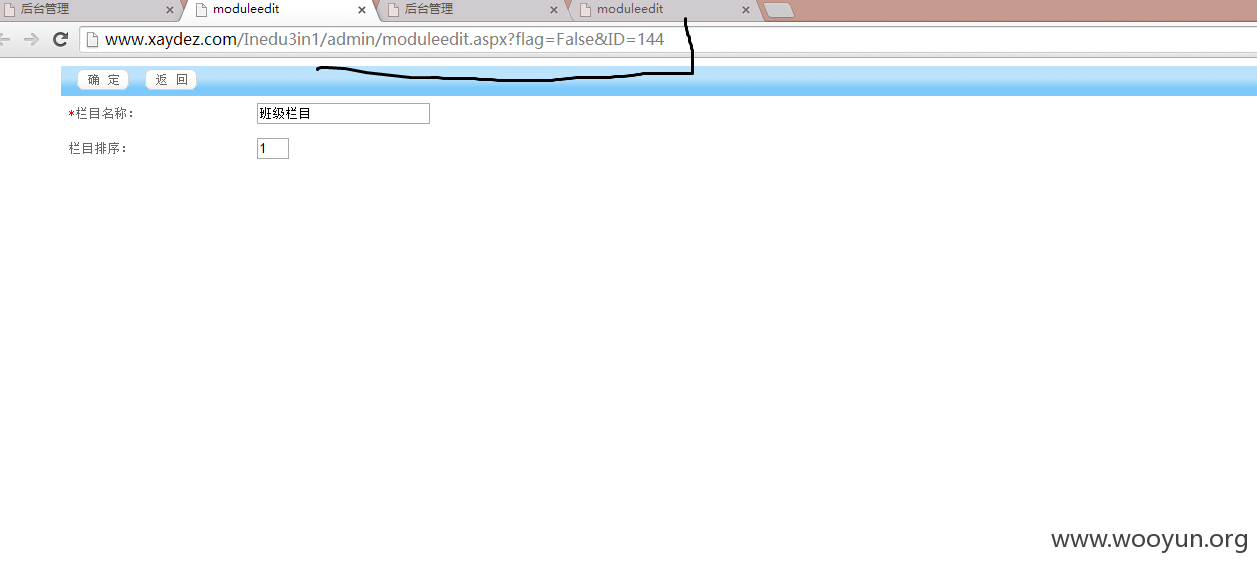 后台管理 moduleedit 后台管理 moduleedit
www.xaydez.com/Inedu3in1/admin/moduleedit.aspx?flag=False&ID=144
确 定 返 回
*栏目名称: 班级栏目
栏目排序: 1
www.wooyun.org